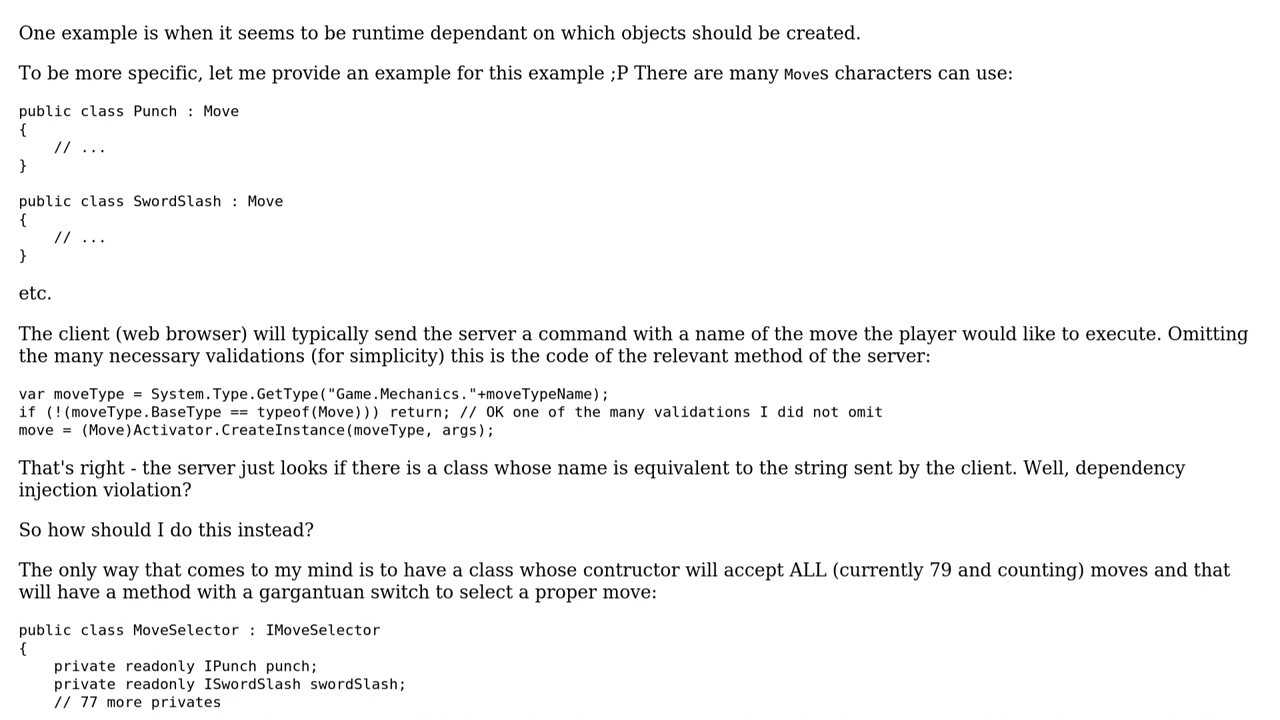 One example is when it seems to be runtime dependant on which objects should be created.
To be more specific, let me provide an example for this example ;P There are many Moves characters can use:
public class Punch : Move
{
    // ...
}
public class SwordSlash : Move
{
    // ...
}
etc.
The client (web browser) will typically send the server a command with a name of the move the player would like to execute. Omitting
the many necessary validations (for simplicity) this is the code of the relevant method of the server:
var moveType = System.Type.GetType("Game.Mechanics."+moveTypeName);
if (!(moveType.BaseType == typeof(Move))) return; // OK one of the many validations I did not omit
move = (Move)Activator.CreateInstance(moveType, args);
That's right - the server just looks if there is a class whose name is equivalent to the string sent by the client. Well, dependency
injection violation?
So how should I do this instead?
The only way that comes to my mind is to have a class whose contructor will accept ALL (currently 79 and counting) moves and that
will have a method with a gargantuan switch to select a proper move:
public class MoveSelector : IMoveSelector
{
    private readonly IPunch punch;
    private readonly ISwordSlash swordSlash;
    // 77 more privates